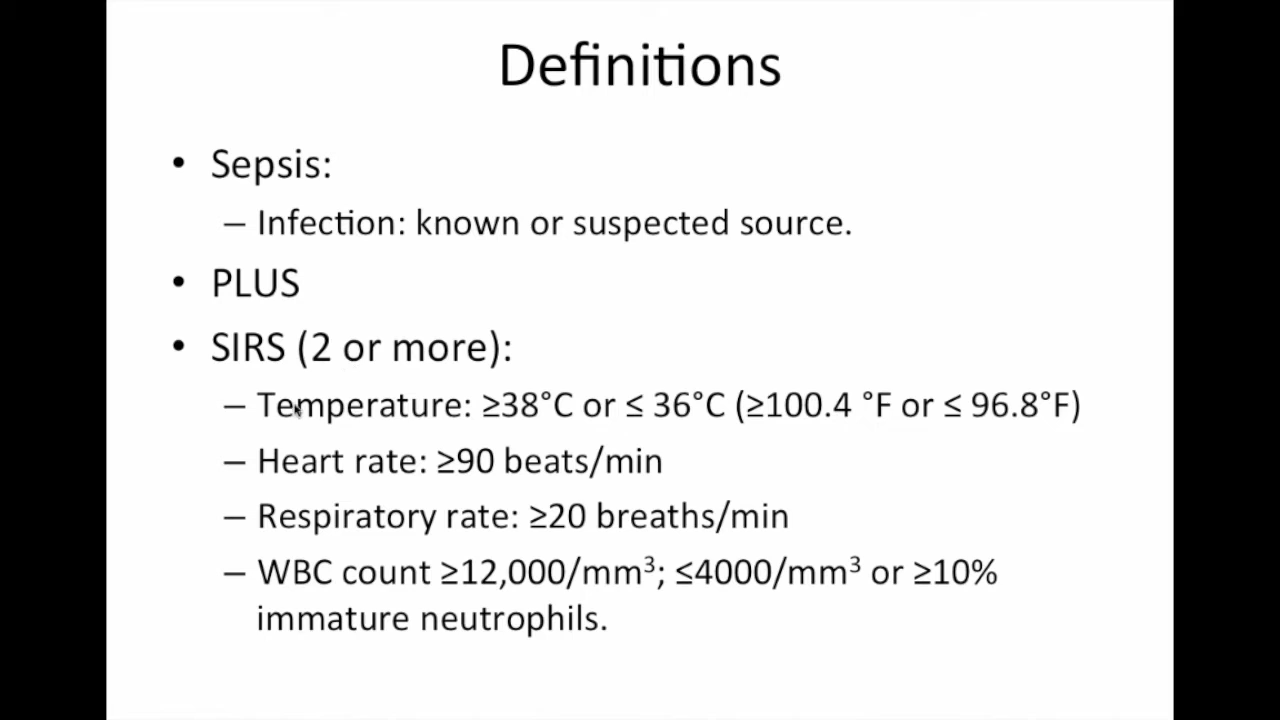 Definitions
• Sepsis:
– Infection: known or suspected source.
• PLUS
• SIRS (2 or more):
– Temperature: ≥38°C or ≤ 36°C (≥100.4 °F or ≤ 96.8°F)
– Heart rate: ≥90 beats/min
– Respiratory rate: ≥20 breaths/min
– WBC count ≥12,000/mm³; ≤4000/mm³ or ≥10%
immature neutrophils.